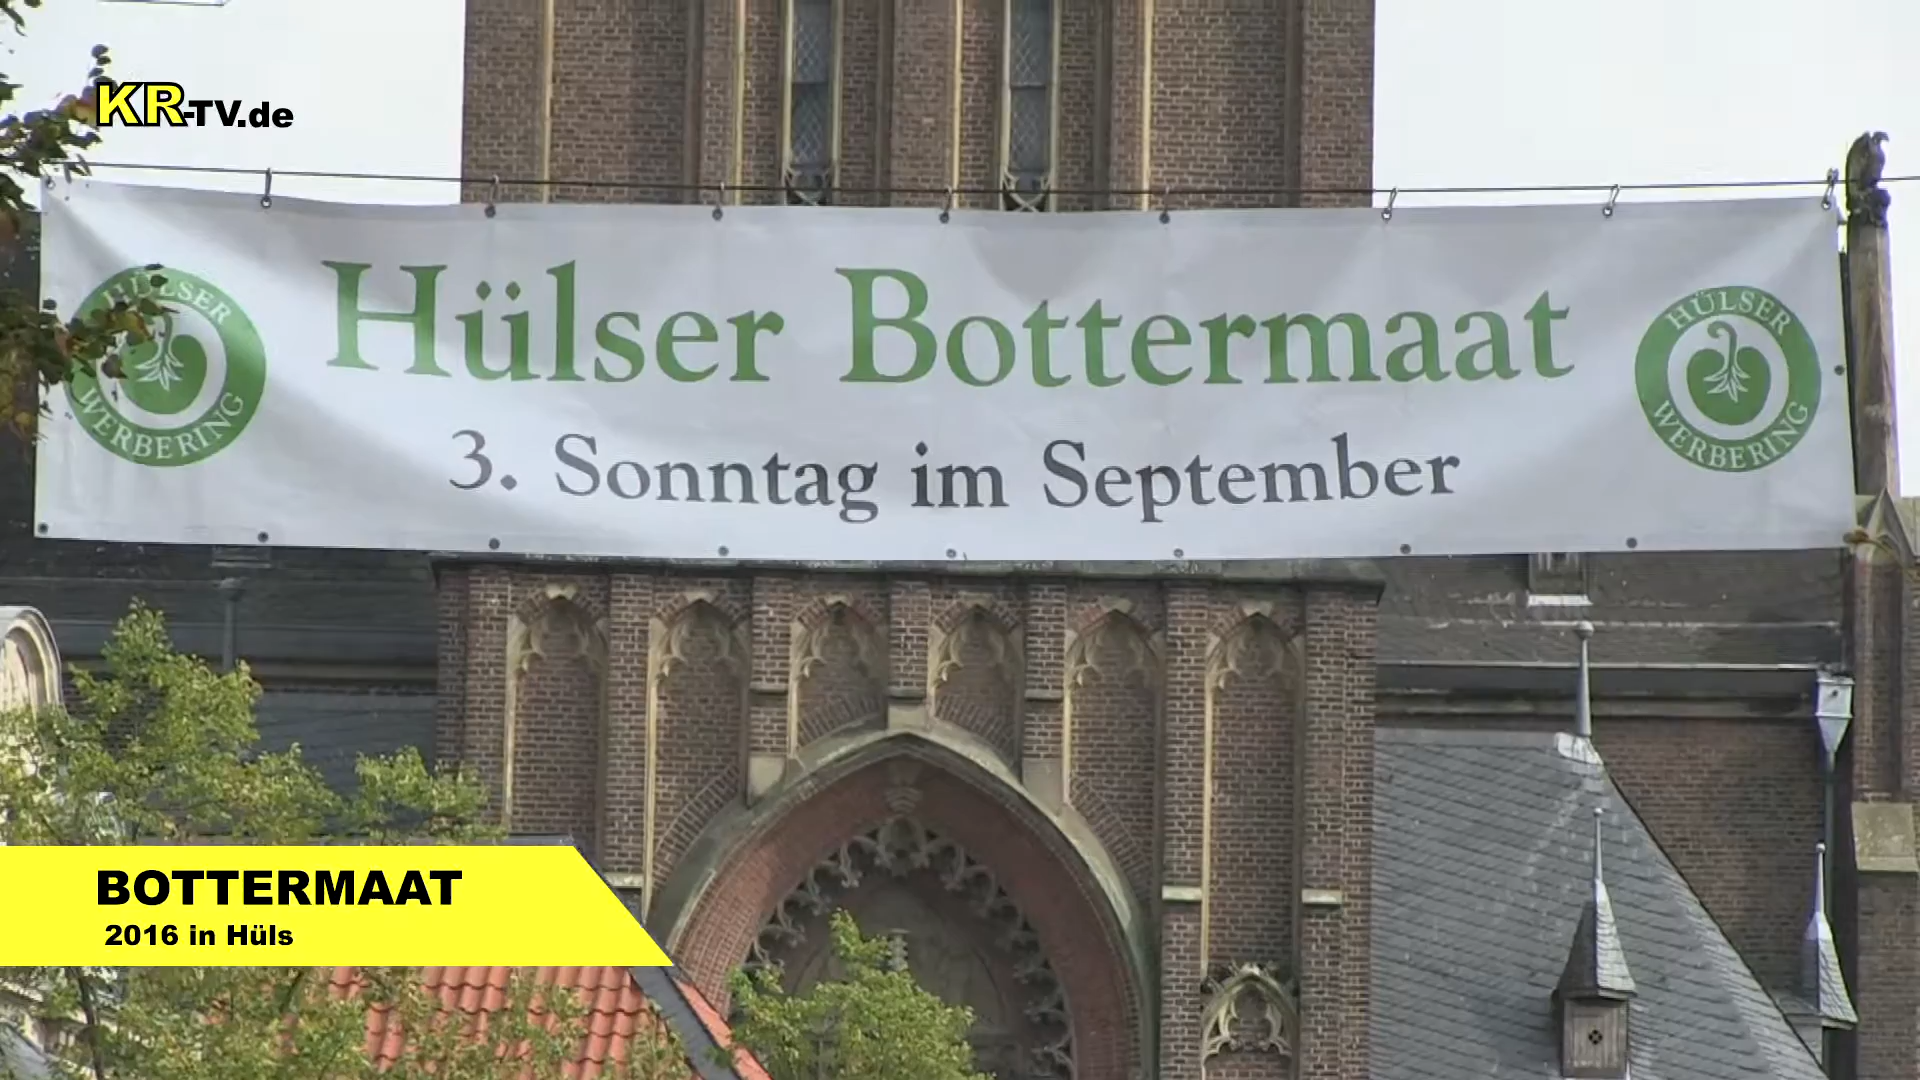 KR-TV.de
HÜLSER
WERBERING
Hülser Bottermaat
3. Sonntag im September
HÜLSER
WERBERING
BOTTERMAAT
2016 in Hüls